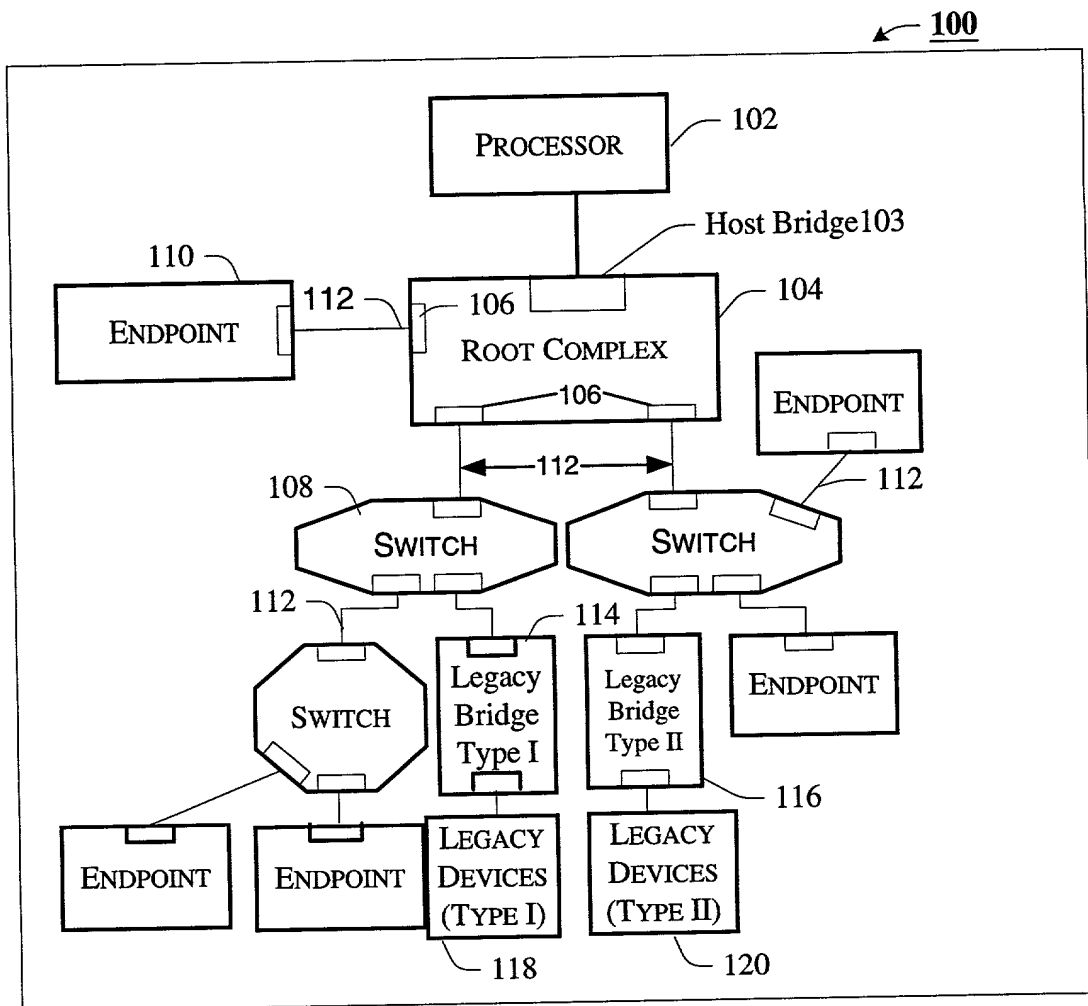 100
PROCESSOR
102
Host Bridge103
110
ENDPOINT
112
106
104
ROOT COMPLEX
106
ENDPOINT
112
112
108
SWITCH
SWITCH
112
114
Legacy
Bridge
Type I
Legacy
Bridge
Type II
ENDPOINT
SWITCH
116
ENDPOINT
ENDPOINT
LEGACY
DEVICES
(TYPE I)
LEGACY
DEVICES
(TYPE II)
118
120